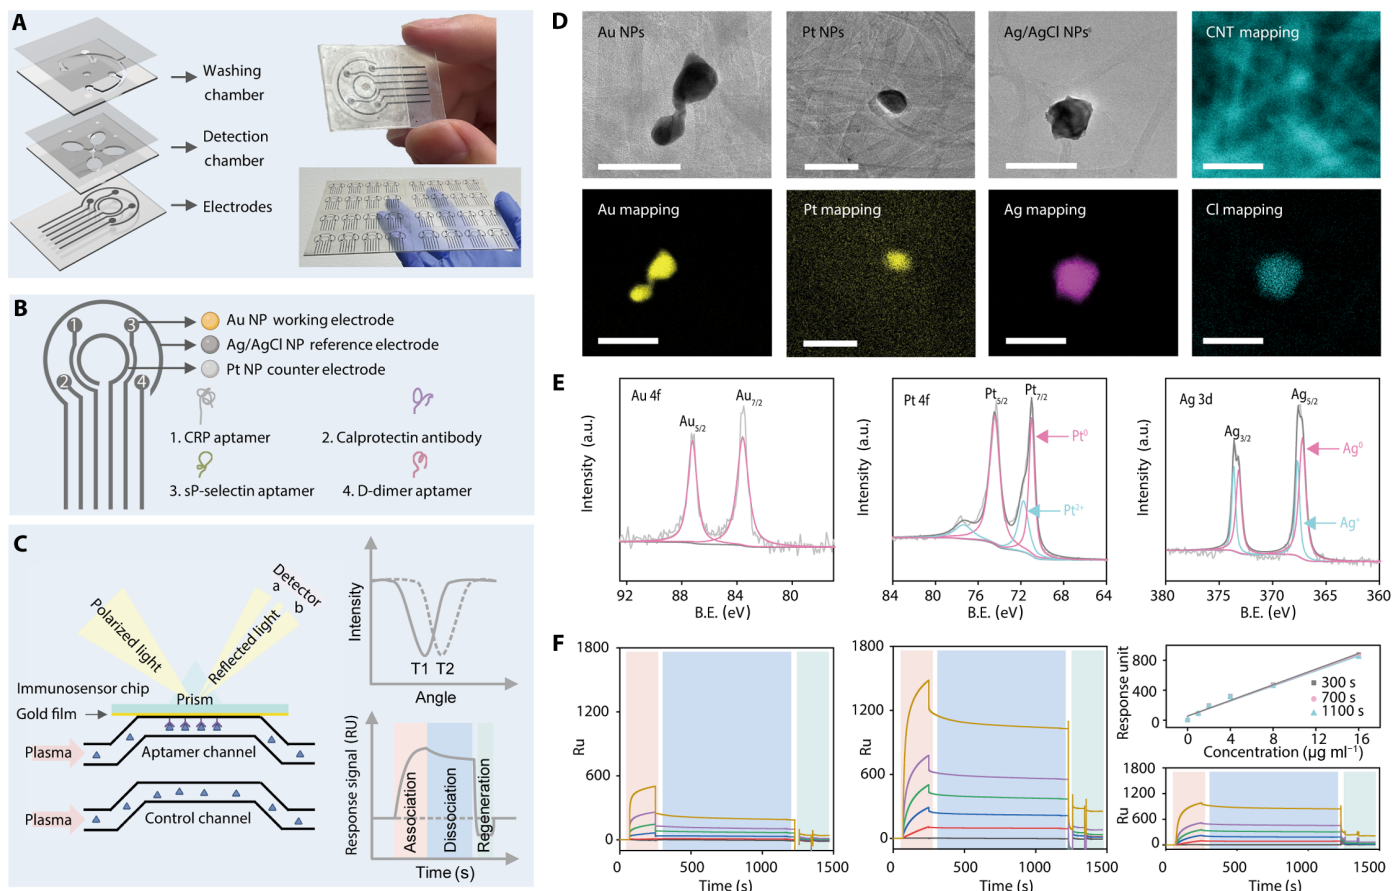 A
Washing
chamber
Detection
chamber
Electrodes
B
1
3
2
4
Au NP working electrode
Ag/AgCl NP reference electrode
Pt NP counter electrode
1. CRP aptamer
2. Calprotectin antibody
3. sP-selectin aptamer
4. D-dimer aptamer
C
Polarized light
Reflected light
Detector
a
b
Prism
Immunosensor chip
Gold film
Plasma
Aptamer channel
Plasma
Control channel
Intensity
T1
T2
Angle
Response signal (RU)
Association
Dissociation
Regeneration
Time (s)
D
Au NPs
Pt NPs
Ag/AgCl NPs
CNT mapping
Au mapping
Pt mapping
Ag mapping
Cl mapping
E
Au 4f
Au5/2
Au7/2
Intensity (a.u.)
92 88 84 80
B.E. (eV)
Pt 4f
Pt5/2
Pt7/2
Pt0
Pt2+
Intensity (a.u.)
84 80 76 72 68 64
B.E. (eV)
Ag 3d
Ag3/2
Ag5/2
Ag0
Ag+
Intensity (a.u.)
380 375 370 365 360
B.E. (eV)
F
1800
1200
600
0
Ru
0 500 1000 1500
Time (s)
1800
1200
600
0
Ru
0 500 1000 1500
Time (s)
800
400
0
Response unit
300 s
700 s
1100 s
0 4 8 12 16
Concentration (µg ml−1)
1800
1200
600
0
Ru
0 500 1000 1500
Time (s)